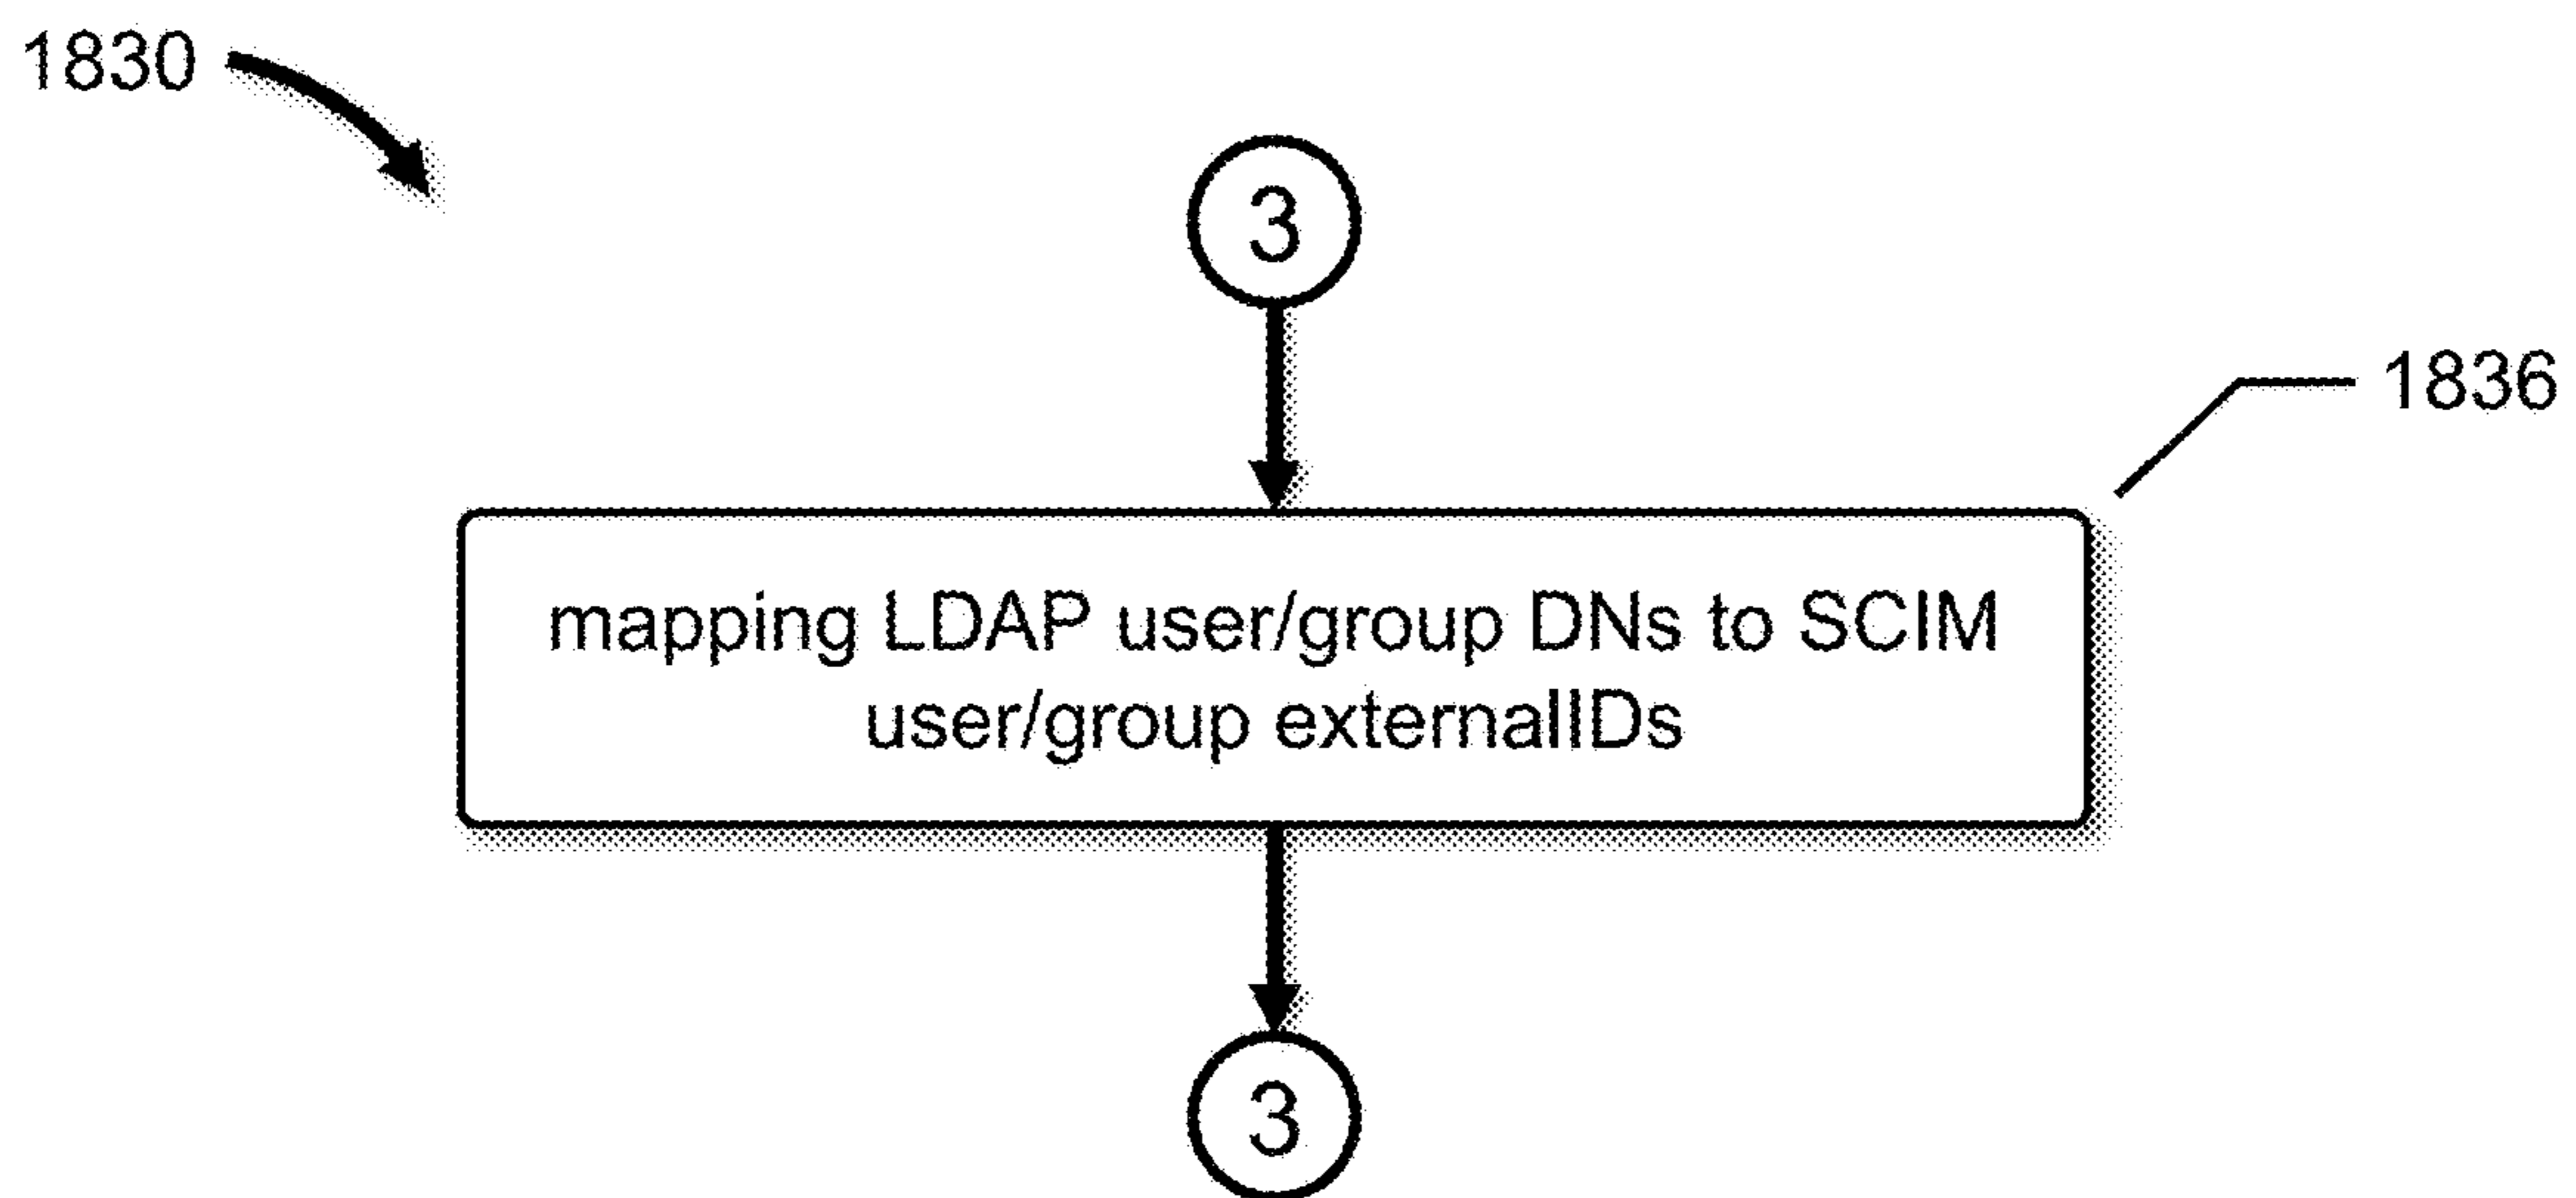 1830
3
1836
mapping LDAP user/group DNs to SCIM
user/group externalIDs
3